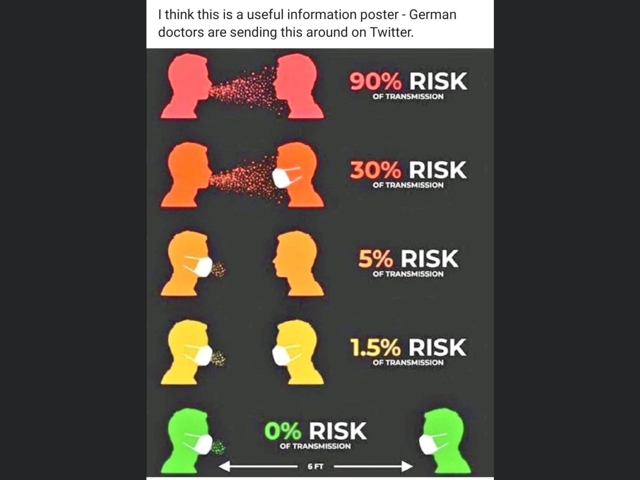 I think this is a useful information poster - German
doctors are sending this around on Twitter.
90% RISK
OF TRANSMISSION
30% RISK
OF TRANSMISSION
5% RISK
OF TRANSMISSION
1.5% RISK
OF TRANSMISSION
0% RISK
OF TRANSMISSION
6 FT